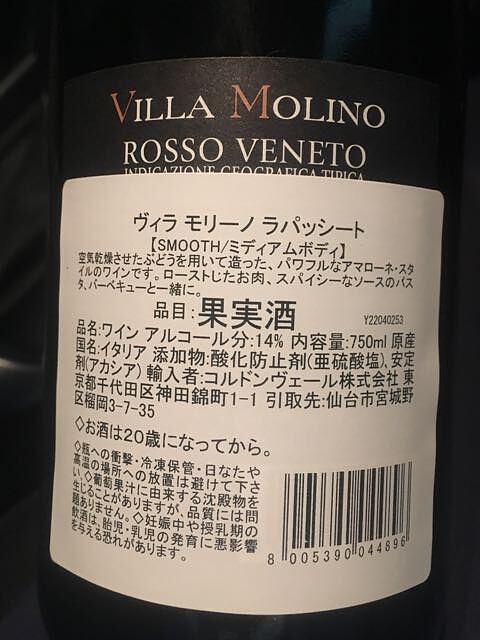 VILLA MOLINO
ROSSO VENETO
INDICAZIONE GEOGRAFICA TIPICA
ヴィラ モリーノ ラパッシート
【SMOOTH/ミディアムボディ】
空気乾燥させたぶどうを用いて造った、パワフルなアマローネ・スタ
イルのワインです。ローストしたお肉、スパイシーなソースのパス
タ、バーベキューと一緒に。
品目:果実酒 Y22040253
品名:ワイン アルコール分:14% 内容量:750ml 原産
国名:イタリア 添加物:酸化防止剤(亜硫酸塩)、安定
剤(アカシア) 輸入者:コルドンヴェール株式会社 東
京都千代田区神田錦町1-1 引取先:仙台市宮城野
区榴岡3-7-35
◇お酒は20歳になってから。
◇瓶への衝撃・冷凍保管・日なたや
高温の場所への放置は避けて下さ
い ◇葡萄果汁に由来する沈殿物を
生じることがありますが、品質には問
題ありません。◇妊娠中や授乳期の
飲酒は、胎児・乳児の発育に悪影響
を与える恐れがあります。
8 005390 044896